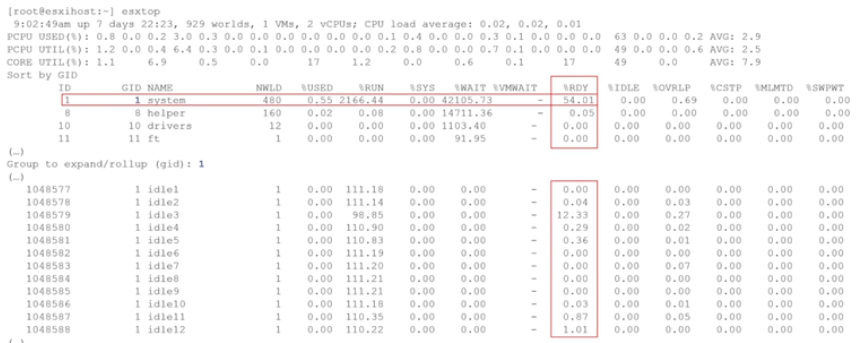 [root@esxihost:~] esxtop
9:02:49am up 7 days 22:23, 929 worlds, 1 VMs, 2 vCPUs; CPU load average: 0.02, 0.02, 0.01
PCPU USED(%): 0.8 0.0 0.2 3.0 0.3 0.0 0.0 0.0 0.0 0.0 0.1 0.4 0.0 0.0 0.3 0.1 0.0 0.0 0.0 63 0.0 0.0 0.2 AVG: 2.9
PCPU UTIL(%): 1.2 0.0 0.4 6.4 0.3 0.0 0.1 0.0 0.0 0.0 0.0 0.2 0.8 0.0 0.0 0.7 0.1 0.0 0.0 0.0 49 0.0 0.0 0.6 AVG: 2.5
CORE UTIL(%): 1.1 6.9 0.5 0.0 17 1.2 0.0 0.6 0.1 17 49 0.0 AVG: 7.9
Sort by GID
ID GID NAME NWLD %USED %RUN %SYS %WAIT %VMWAIT %RDY %IDLE %OVRLP %CSTP %MLMTD %SWPWT
1 1 system 480 0.55 2166.44 0.00 42105.73 - 54.01 0.00 0.69 0.00 0.00 0.00
8 8 helper 160 0.02 0.08 0.00 14711.36 - 0.05 0.00 0.00 0.00 0.00 0.00
10 10 drivers 12 0.00 0.00 0.00 1103.40 - 0.00 0.00 0.00 0.00 0.00 0.00
11 11 ft 1 0.00 0.00 0.00 91.95 - 0.00 0.00 0.00 0.00 0.00 0.00
(…)
Group to expand/rollup (gid): 1
(…)
1048577 1 idle1 1 0.00 111.18 0.00 0.00 - 0.00 0.00 0.00 0.00 0.00 0.00
1048578 1 idle2 1 0.00 111.14 0.00 0.00 - 0.04 0.00 0.03 0.00 0.00 0.00
1048579 1 idle3 1 0.00 98.85 0.00 0.00 - 12.33 0.00 0.27 0.00 0.00 0.00
1048580 1 idle4 1 0.00 110.90 0.00 0.00 - 0.29 0.00 0.02 0.00 0.00 0.00
1048581 1 idle5 1 0.00 110.83 0.00 0.00 - 0.36 0.00 0.01 0.00 0.00 0.00
1048582 1 idle6 1 0.00 111.19 0.00 0.00 - 0.00 0.00 0.00 0.00 0.00 0.00
1048583 1 idle7 1 0.00 111.20 0.00 0.00 - 0.00 0.00 0.07 0.00 0.00 0.00
1048584 1 idle8 1 0.00 111.21 0.00 0.00 - 0.00 0.00 0.00 0.00 0.00 0.00
1048585 1 idle9 1 0.00 111.21 0.00 0.00 - 0.00 0.00 0.00 0.00 0.00 0.00
1048586 1 idle10 1 0.00 111.18 0.00 0.00 - 0.03 0.00 0.01 0.00 0.00 0.00
1048587 1 idle11 1 0.00 110.35 0.00 0.00 - 0.87 0.00 0.05 0.00 0.00 0.00
1048588 1 idle12 1 0.00 110.22 0.00 0.00 - 1.01 0.00 0.00 0.00 0.00 0.00